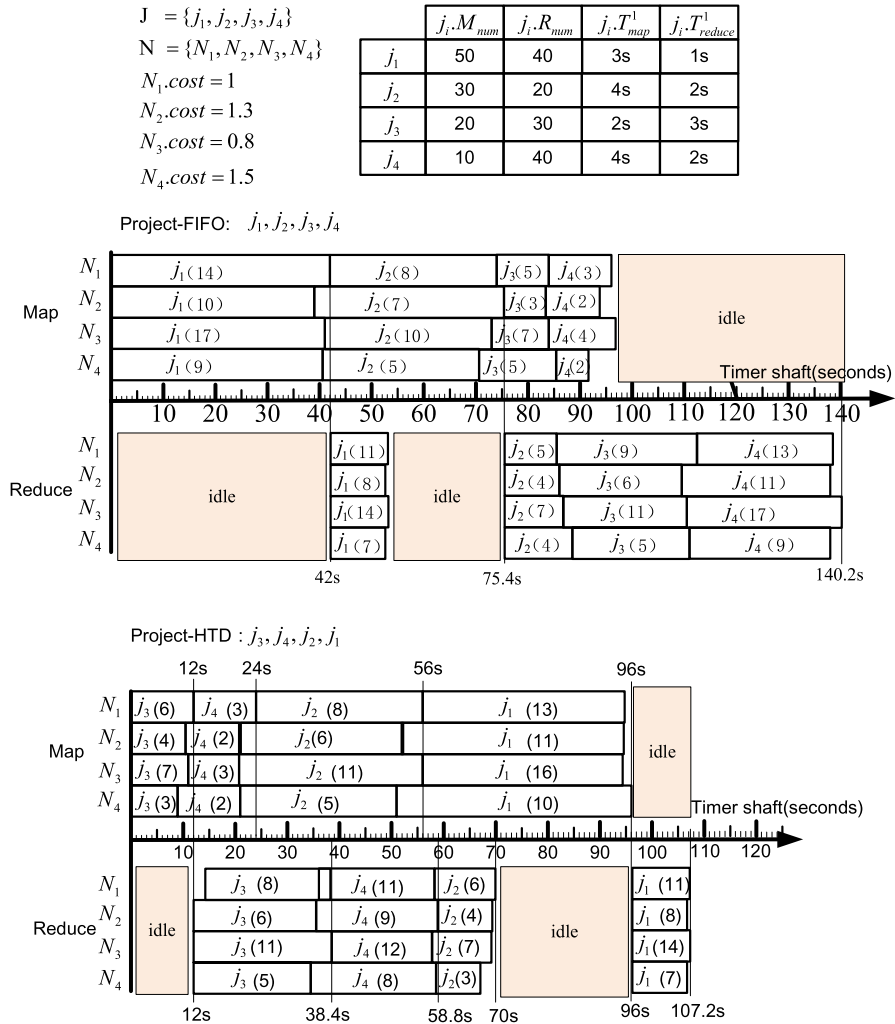 J = {j₁, j₂, j₃, j₄}
N = {N₁, N₂, N₃, N₄}
N₁.cost = 1
N₂.cost = 1.3
N₃.cost = 0.8
N₄.cost = 1.5
jᵢ.M_num jᵢ.R_num jᵢ.T¹_map jᵢ.T¹_reduce
j₁ 50 40 3s 1s
j₂ 30 20 4s 2s
j₃ 20 30 2s 3s
j₄ 10 40 4s 2s
Project-FIFO: j₁, j₂, j₃, j₄
Map
N₁ j₁(14) j₂(8) j₃(5) j₄(3)
N₂ j₁(10) j₂(7) j₃(3) j₄(2)
N₃ j₁(17) j₂(10) j₃(7) j₄(4)
N₄ j₁(9) j₂(5) j₃(5) j₄(2)
idle
Timer shaft(seconds)
10 20 30 40 50 60 70 80 90 100 110 120 130 140
Reduce
N₁ j₁(11) j₂(5) j₃(9) j₄(13)
N₂ idle j₁(8) idle j₂(4) j₃(6) j₄(11)
N₃ j₁(14) j₂(7) j₃(11) j₄(17)
N₄ j₁(7) j₂(4) j₃(5) j₄(9)
42s 75.4s 140.2s
Project-HTD : j₃, j₄, j₂, j₁
12s 24s 56s 96s
Map
N₁ j₃(6) j₄(3) j₂(8) j₁(13)
N₂ j₃(4) j₄(2) j₂(6) j₁(11)
N₃ j₃(7) j₄(3) j₂(11) j₁(16)
N₄ j₃(3) j₄(2) j₂(5) j₁(10)
idle
Timer shaft(seconds)
10 20 30 40 50 60 70 80 90 100 110 120
Reduce
N₁ j₃(8) j₄(11) j₂(6) j₁(11)
N₂ idle j₃(6) j₄(9) j₂(4) idle j₁(8)
N₃ j₃(11) j₄(12) j₂(7) j₁(14)
N₄ j₃(5) j₄(8) j₂(3) j₁(7)
12s 38.4s 58.8s 70s 96s 107.2s